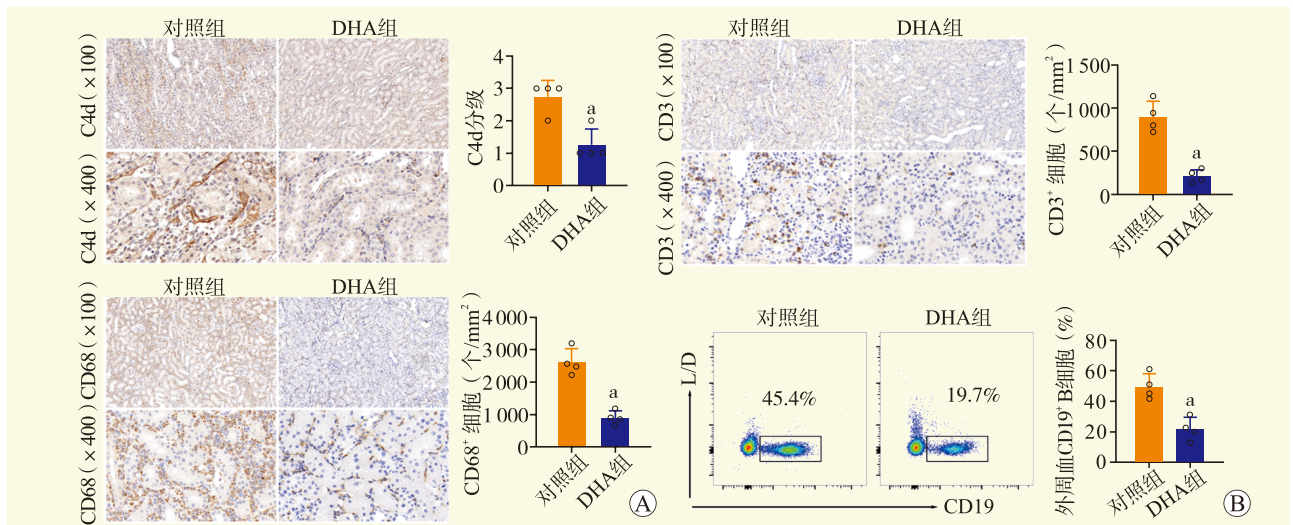 对照组 DHA组
C4d（×100）
C4d（×400）
C4d分级
4
3
2
1
0
a
对照组
DHA组
对照组 DHA组
CD3（×100）
CD3（×400）
CD3⁺ 细胞（个/mm²）
1 500
1 000
500
0
a
对照组
DHA组
对照组 DHA组
CD68（×100）
CD68（×400）
CD68⁺ 细胞（个/mm²）
4 000
3 000
2 000
1 000
0
a
对照组
DHA组
A
对照组 DHA组
L/D
45.4%
19.7%
CD19
外周血CD19⁺ B细胞（%）
80
60
40
20
0
a
对照组
DHA组
B